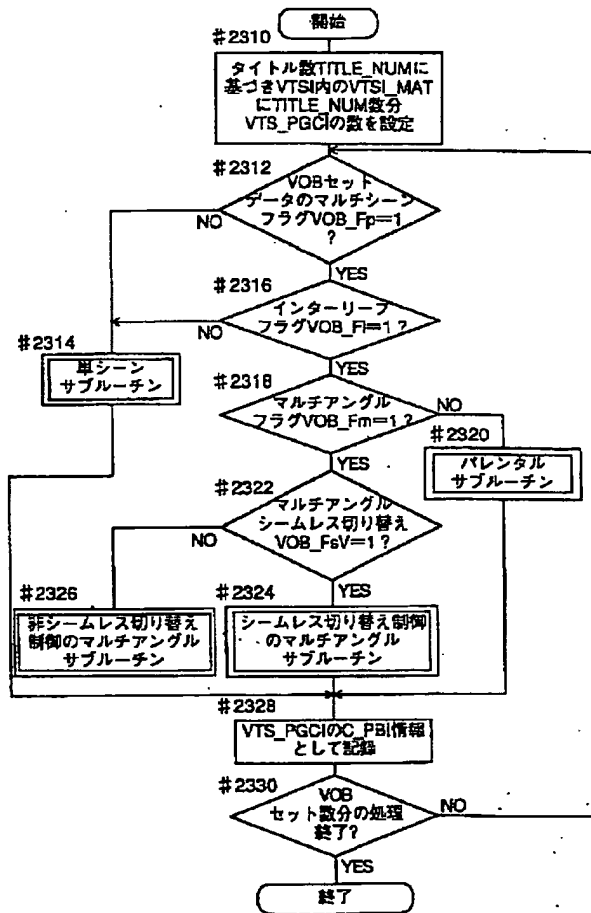 開始
#2310
タイトル数TITLE_NUMに
基づきVTSI内のVTSI_MAT
にTITLE_NUM数分
VTS_PGCIの数を設定
#2312
VOBセット
データのマルチシーン
フラグVOB_Fp=1
?
NO
YES
#2316
インターリーブ
フラグVOB_Fi=1?
NO
YES
#2314
単シーン
サブルーチン
#2318
マルチアングル
フラグVOB_Fm=1?
NO
YES
#2320
パレンタル
サブルーチン
#2322
マルチアングル
シームレス切り替え
VOB_FsV=1?
NO
YES
#2326
非シームレス切り替え
制御のマルチアングル
サブルーチン
#2324
シームレス切り替え制御
のマルチアングル
サブルーチン
#2328
VTS_PGCIのC_PBI情報
として記録
#2330
VOB
セット数分の処理
終了?
NO
YES
終了